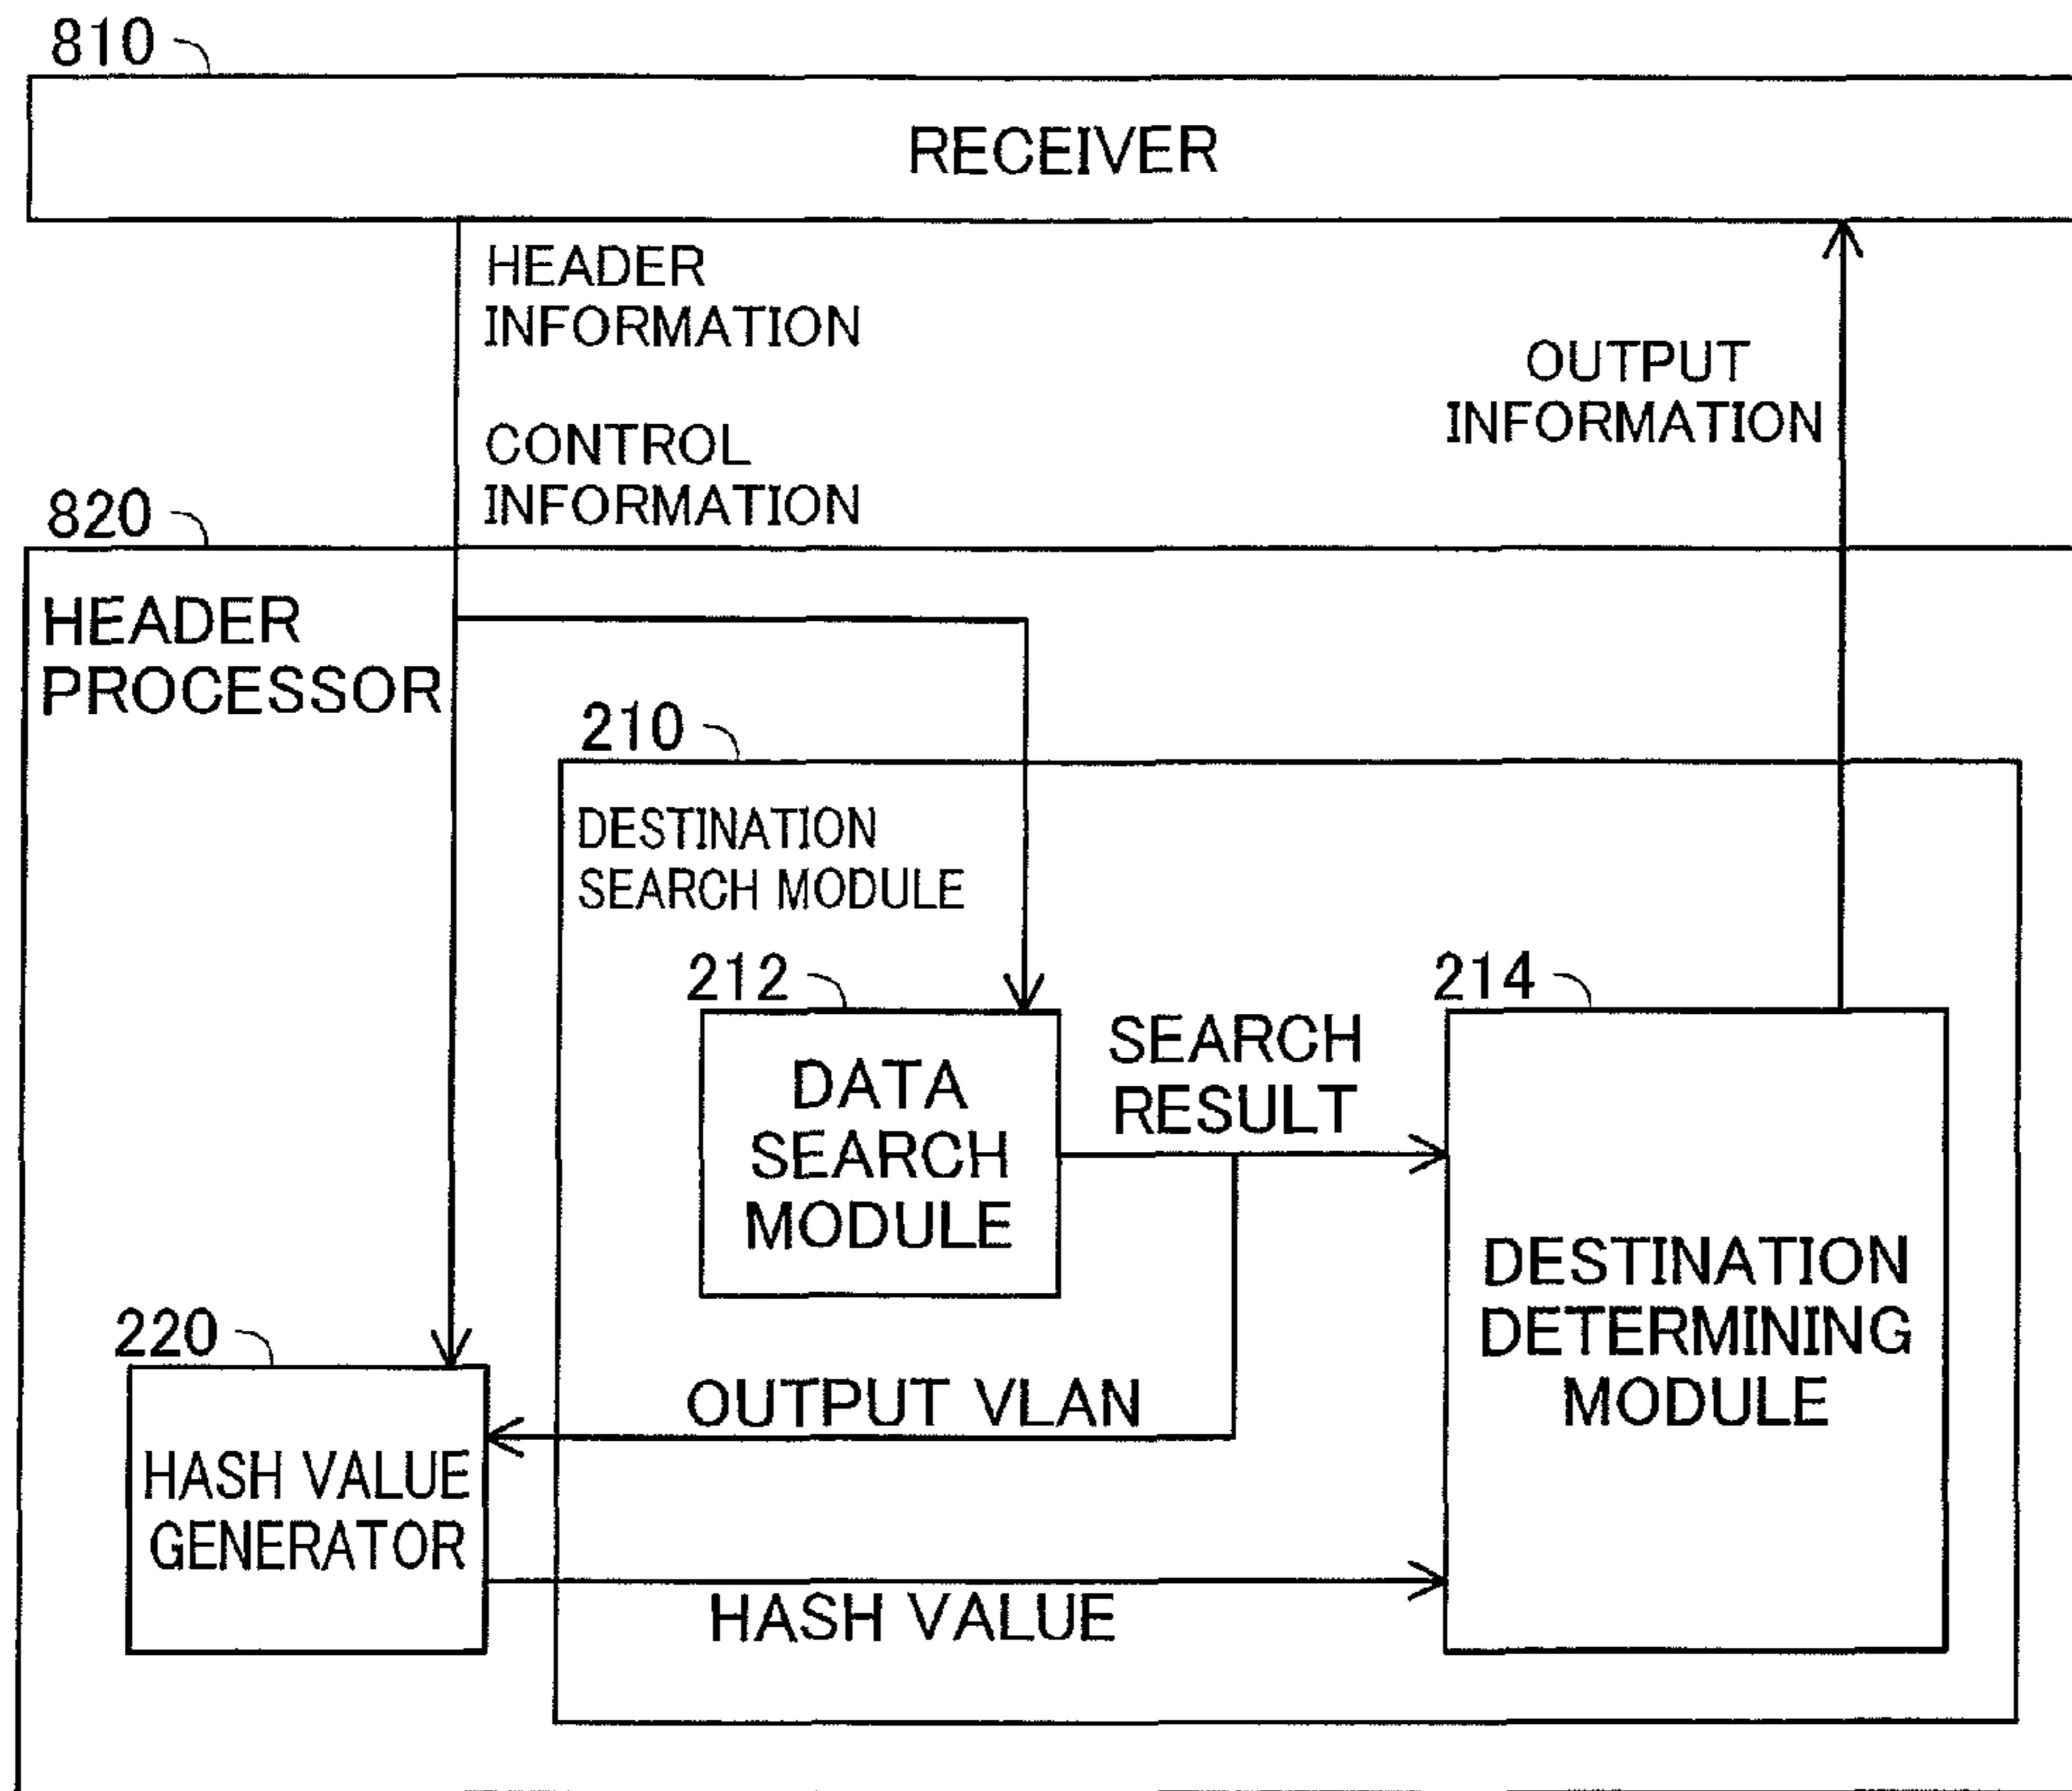 810
RECEIVER
HEADER
INFORMATION
CONTROL
INFORMATION
OUTPUT
INFORMATION
820
HEADER
PROCESSOR
210
DESTINATION
SEARCH MODULE
212
DATA
SEARCH
MODULE
SEARCH
RESULT
214
DESTINATION
DETERMINING
MODULE
220
HASH VALUE
GENERATOR
OUTPUT VLAN
HASH VALUE